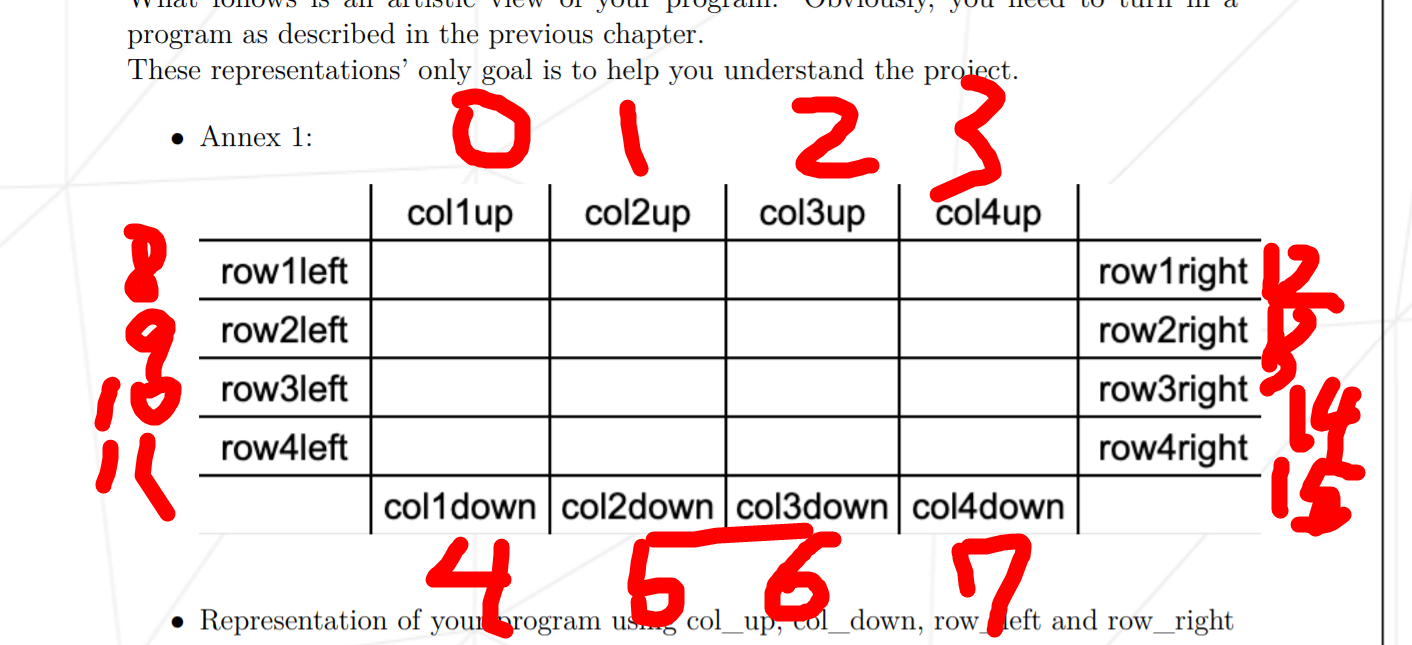 What follows is an artistic view of your program. Obviously, you need to turn in a
program as described in the previous chapter.
These representations' only goal is to help you understand the project.
0 1 2 3
• Annex 1:
col1up col2up col3up col4up
8 row1left row1right 12
9 row2left row2right 13
10 row3left row3right 14
11 row4left row4right 15
col1down col2down col3down col4down
4 5 6 7
• Representation of your program using col_up, col_down, row_left and row_right